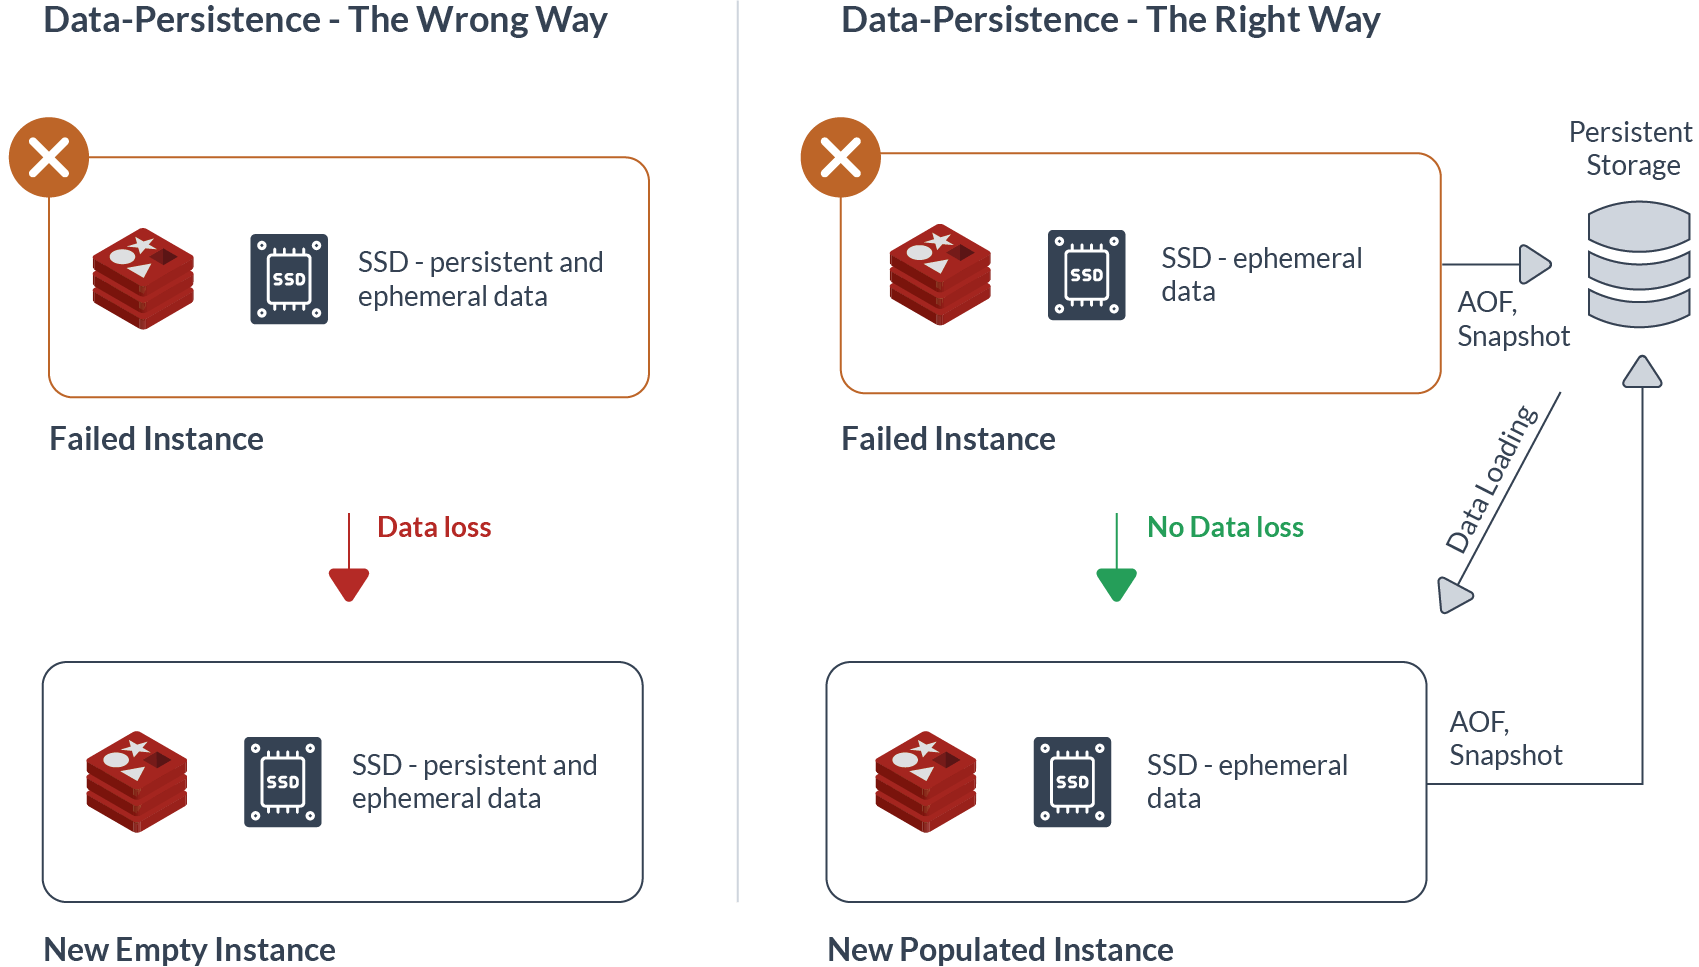 Data-Persistence - The Wrong Way
SSD
SSD - persistent and
ephemeral data
Failed Instance
Data loss
SSD
SSD - persistent and
ephemeral data
New Empty Instance
Data-Persistence - The Right Way
Persistent
Storage
SSD
SSD - ephemeral
data
AOF,
Snapshot
Failed Instance
Data Loading
No Data loss
SSD
SSD - ephemeral
data
AOF,
Snapshot
New Populated Instance